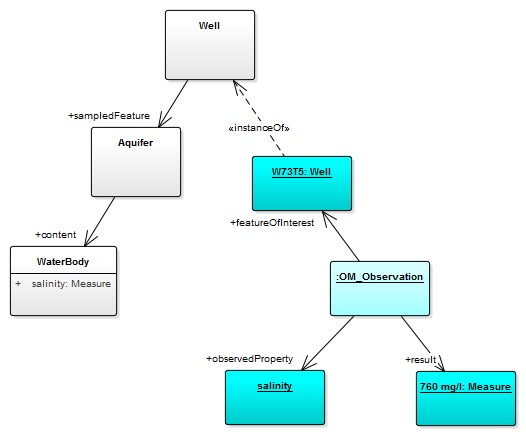 Well
+sampledFeature
«instanceOf»
Aquifer
W73T5: Well
+featureOfInterest
+content
WaterBody
+ salinity: Measure
:OM_Observation
+observedProperty
+result
salinity
760 mg/l: Measure